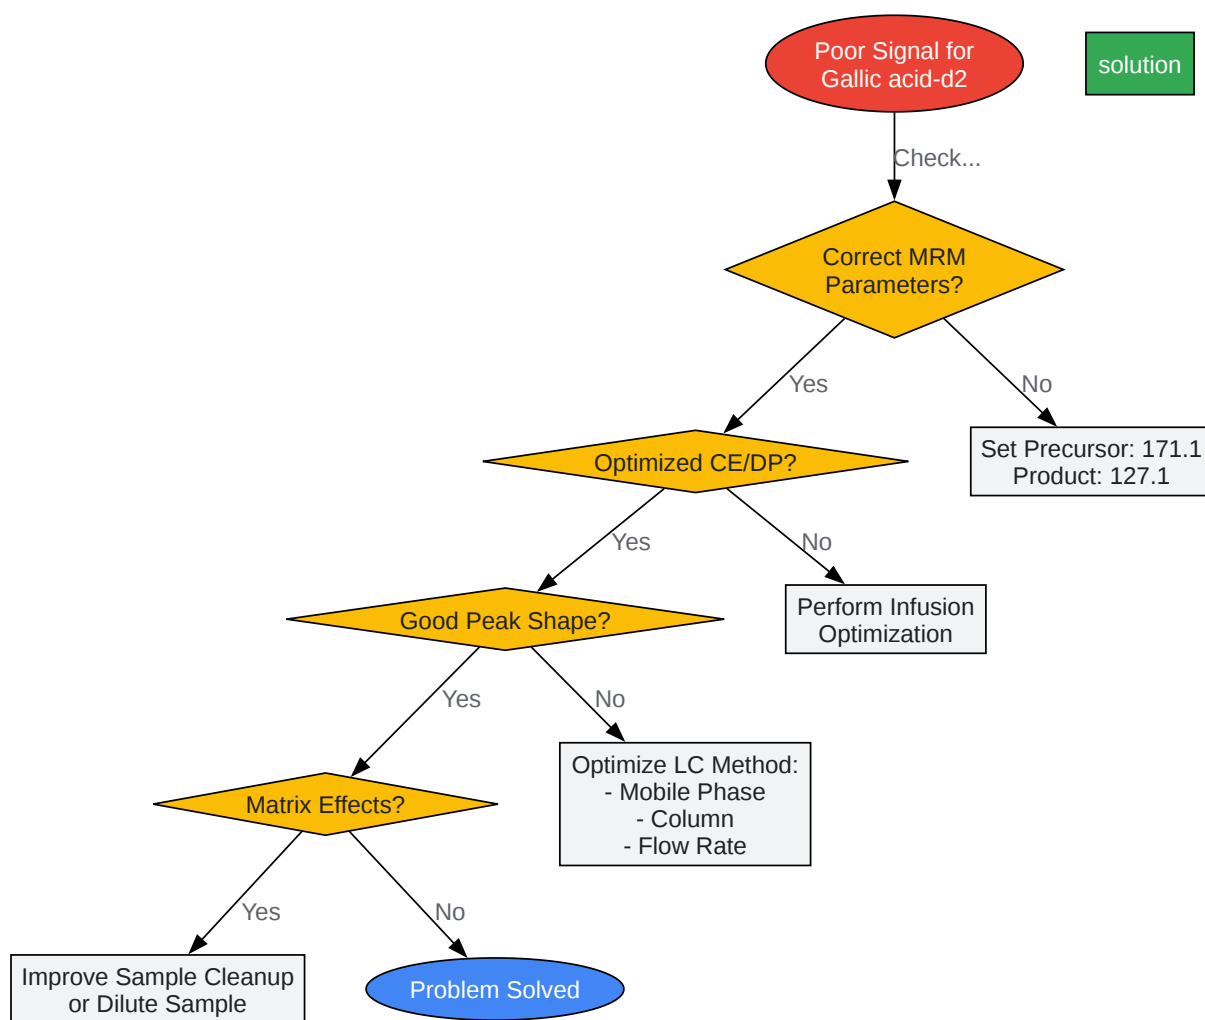 Poor Signal for
Gallic acid-d2
solution
Check...
Correct MRM
Parameters?
Yes
No
Set Precursor: 171.1
Product: 127.1
Optimized CE/DP?
Yes
No
Perform Infusion
Optimization
Good Peak Shape?
Yes
No
Optimize LC Method:
- Mobile Phase
- Column
- Flow Rate
Matrix Effects?
Yes
No
Improve Sample Cleanup
or Dilute Sample
Problem Solved